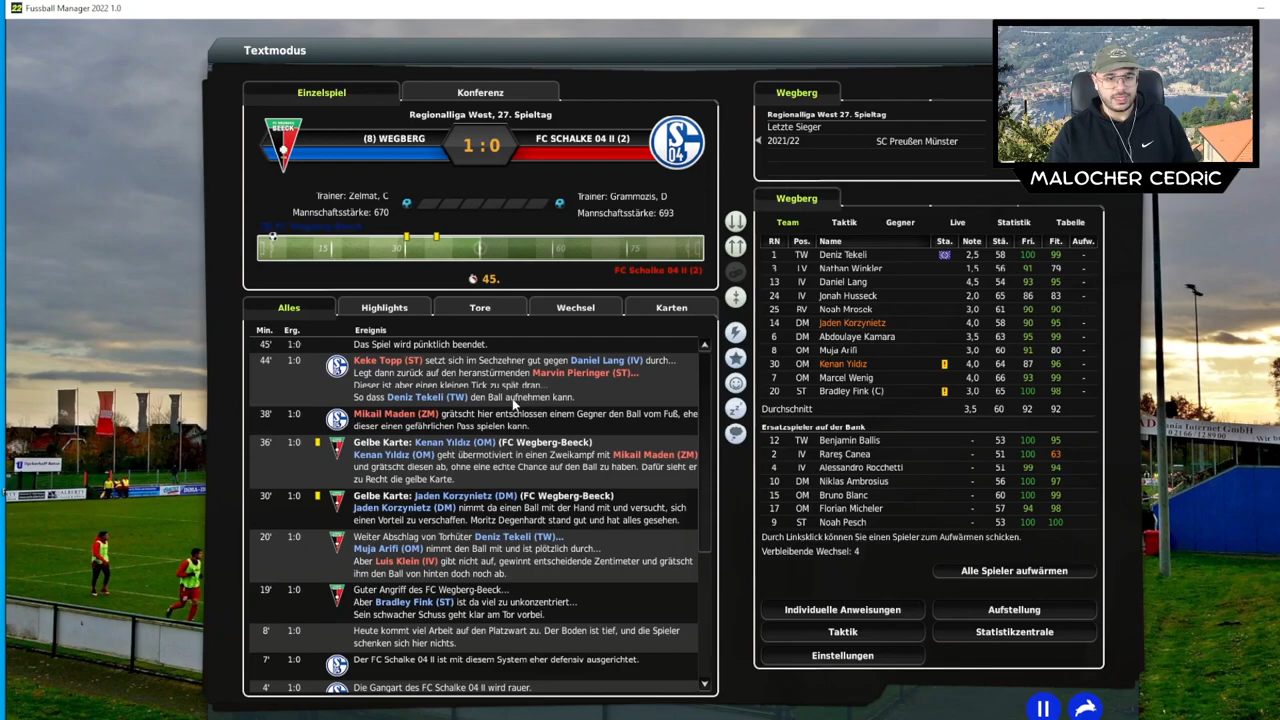 Fussball Manager 2022 1.0
Textmodus
Einzelspiel
Konferenz
Regionalliga West, 27. Spieltag
(8) WEGBERG
1 : 0
FC SCHALKE 04 II (2)
FC WEGBERG
BEECK
S04
Trainer: Zelmat, C
Trainer: Grammozis, D
Mannschaftsstärke: 670
Mannschaftsstärke: 693
15 30 60 75
FC Schalke 04 II (2)
45.
Alles Highlights Tore Wechsel Karten
Min. Erg. Ereignis
45' 1:0 Das Spiel wird pünktlich beendet.
44' 1:0 Keke Topp (ST) setzt sich im Sechzehner gut gegen Daniel Lang (IV) durch...
Legt dann zurück auf den heranstürmenden Marvin Pieringer (ST)...
Dieser ist aber einen kleinen Tick zu spät dran...
So dass Deniz Tekeli (TW) den Ball aufnehmen kann.
38' 1:0 Mikail Maden (ZM) grätscht hier entschlossen einem Gegner den Ball vom Fuß, ehe
dieser einen gefährlichen Pass spielen kann.
36' 1:0 Gelbe Karte: Kenan Yıldız (OM) (FC Wegberg-Beeck)
Kenan Yıldız (OM) geht übermotiviert in einen Zweikampf mit Mikail Maden (ZM)
und grätscht diesen ab, ohne eine echte Chance auf den Ball zu haben. Dafür sieht er
zu Recht die gelbe Karte.
30' 1:0 Gelbe Karte: Jaden Korzynietz (DM) (FC Wegberg-Beeck)
Jaden Korzynietz (DM) nimmt da einen Ball mit der Hand mit und versucht, sich
einen Vorteil zu verschaffen. Moritz Degenhardt stand gut und hat alles gesehen.
20' 1:0 Weiter Abschlag von Torhüter Deniz Tekeli (TW)...
Muja Arifi (OM) nimmt den Ball mit und ist plötzlich durch...
Aber Luis Klein (IV) gibt nicht auf, gewinnt entscheidende Zentimeter und grätscht
ihm den Ball von hinten doch noch ab.
19' 1:0 Guter Angriff des FC Wegberg-Beeck...
Aber Bradley Fink (ST) ist da viel zu unkonzentriert...
Sein schwacher Schuss geht klar am Tor vorbei.
8' 1:0 Heute kommt viel Arbeit auf den Platzwart zu. Der Boden ist tief, und die Spieler
schenken sich hier nichts.
7' 1:0 Der FC Schalke 04 II ist mit diesem System eher defensiv ausgerichtet.
4' 1:0 Die Gangart des FC Schalke 04 II wird rauer.
Wegberg
Regionalliga West 27. Spieltag
Letzte Sieger
2021/22 SC Preußen Münster
MALOCHER CEDRIC
Wegberg
Team Taktik Gegner Live Statistik Tabelle
RN Pos. Name Sta. Note Stä. Fri. Fit. Aufw.
1 TW Deniz Tekeli 2,5 58 100 99 -
3 LV Nathan Winkler 1,5 56 91 79
13 IV Daniel Lang 4,5 56 96 95 -
24 IV Jonah Husseck 2,0 65 86 83 -
25 RV Noah Mrosek 3,0 61 90 90 -
14 DM Jaden Korzynietz 4,0 58 90 95 -
6 DM Abdoulaye Kamara 3,5 63 95 99 -
8 OM Muja Arifi 3,0 60 91 80 -
30 OM Kenan Yıldız 4,0 64 87 96 -
7 OM Marcel Wenig 4,0 66 93 99 -
20 ST Bradley Fink (C) 3,0 65 100 98 -
Durchschnitt 3,5 60 92 92
Ersatzspieler auf der Bank
12 TW Benjamin Ballis - 53 100 95
2 IV Rareș Canea - 51 100 63
4 IV Alessandro Rocchetti - 51 99 94
10 DM Niklas Ambrosius - 56 100 97
15 OM Bruno Blanc - 60 100 99
17 OM Florian Micheler - 57 94 98
9 ST Noah Pesch - 53 100 100
Durch Linksklick können Sie einen Spieler zum Aufwärmen schicken.
Verbleibende Wechsel: 4
Alle Spieler aufwärmen
Individuelle Anweisungen
Aufstellung
Taktik
Statistikzentrale
Einstellungen